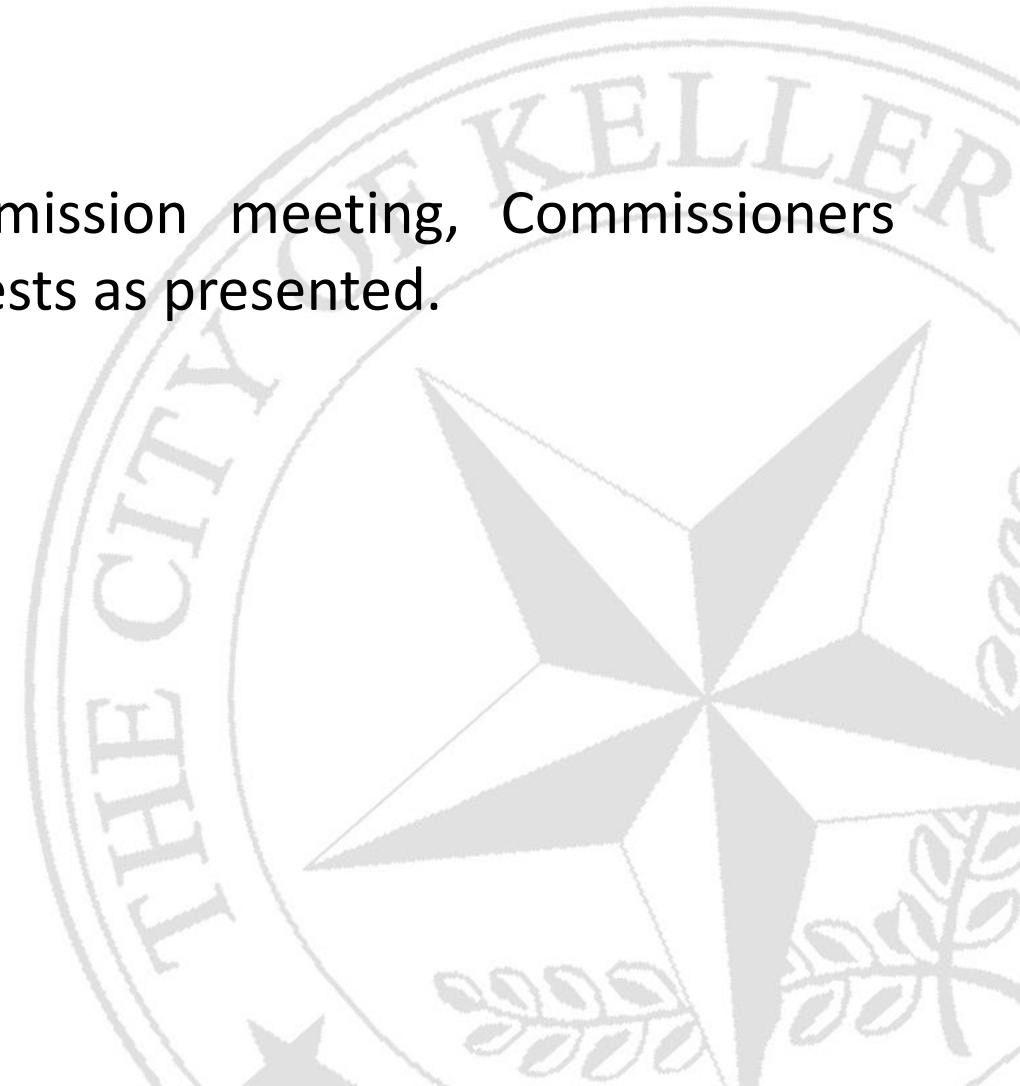 THE CITY OF KELLER
mission meeting, Commissioners
ests as presented.